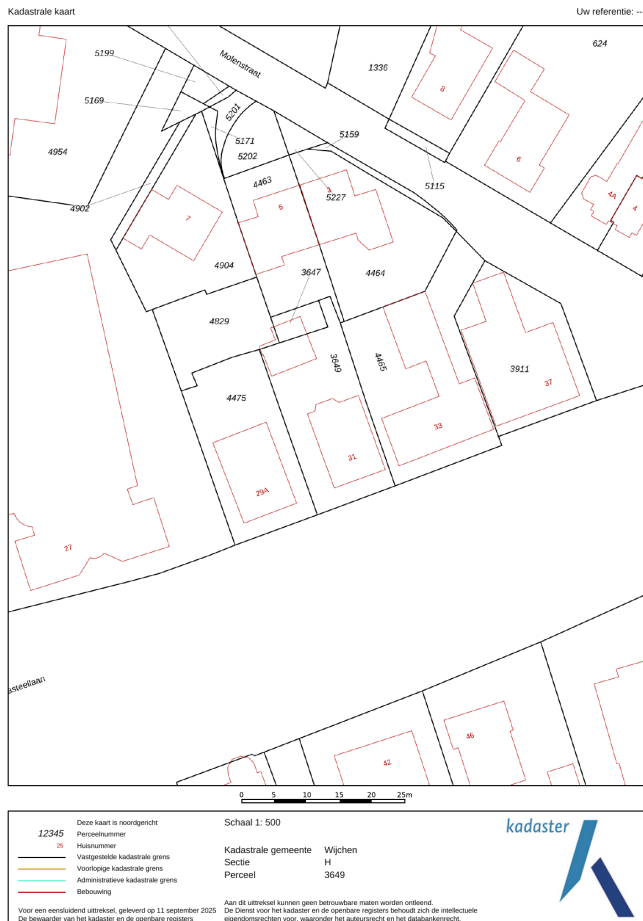 Kadastrale kaart
Uw referentie: --
5199
Molenstraat
1336
624
8
5169
5201
5171
5159
4954
5202
6
4463
5115
4902
3
5227
4A
4
5
7
4904
3647
4464
4829
3649
4465
3911
37
4475
33
31
29A
27
asteellaan
46
42
0 5 10 15 20 25m
Deze kaart is noordgericht
12345 Perceelnummer
25 Huisnummer
Vastgestelde kadastrale grens
Voorlopige kadastrale grens
Administratieve kadastrale grens
Bebouwing
Voor een eensluidend uittreksel, geleverd op 11 september 2025
De bewaarder van het kadaster en de openbare registers
Schaal 1: 500
Kadastrale gemeente Wijchen
Sectie H
Perceel 3649
Aan dit uittreksel kunnen geen betrouwbare maten worden ontleend.
De Dienst voor het kadaster en de openbare registers behoudt zich de intellectuele
eigendomsrechten voor, waaronder het auteursrecht en het databankenrecht.
kadaster